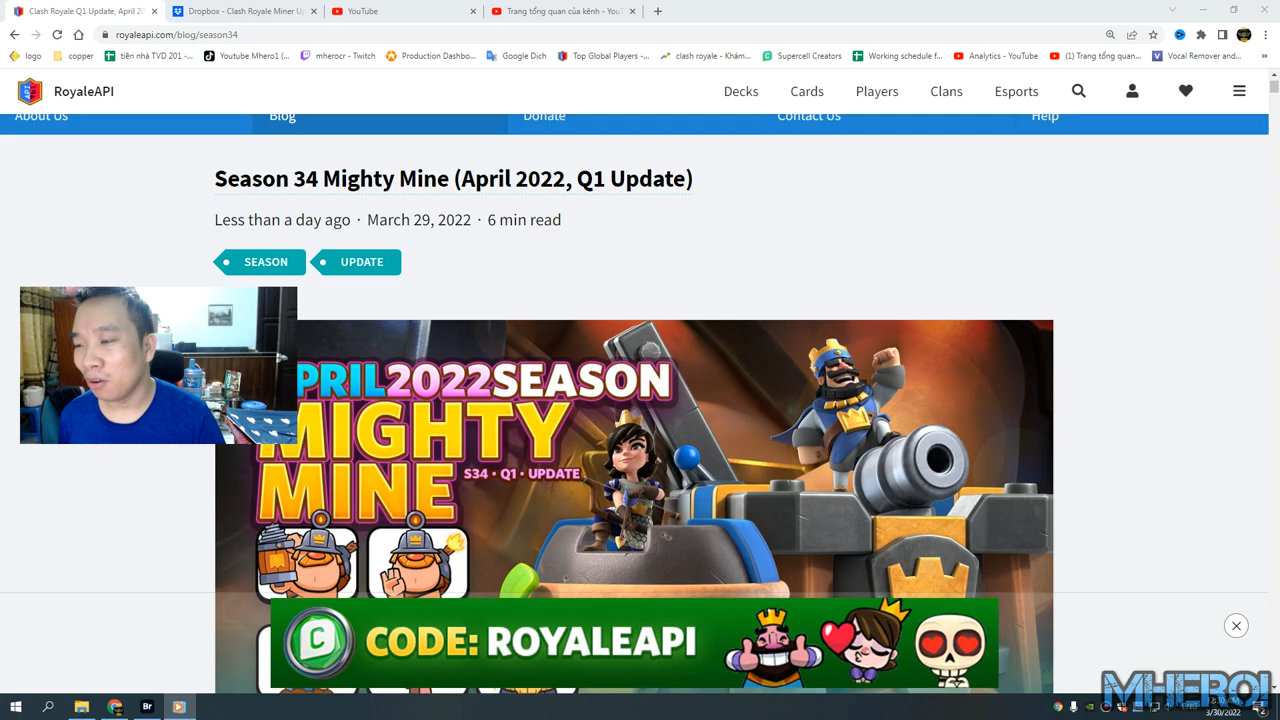 Clash Royale Q1 Update, April 20
Dropbox - Clash Royale Miner Up
YouTube
Trang tổng quan của kênh - YouT
royaleapi.com/blog/season34
logo
copper
tiền nhà TVD 201 -...
Youtube Mhero1 (...
mherocr - Twitch
Production Dashbo...
Google Dịch
Top Global Players -...
clash royale - Khám...
Supercell Creators
Working schedule f...
Analytics - YouTube
(1) Trang tổng quan...
Vocal Remover and...
RoyaleAPI
Decks
Cards
Players
Clans
Esports
About Us
Blog
Donate
Contact Us
Help
Season 34 Mighty Mine (April 2022, Q1 Update)
Less than a day ago · March 29, 2022 · 6 min read
SEASON
UPDATE
PRIL2022SEASON
MIGHTY
MINE
S34 • Q1 • UPDATE
CODE: ROYALEAPI
Br
MHERO1
3/30/2022